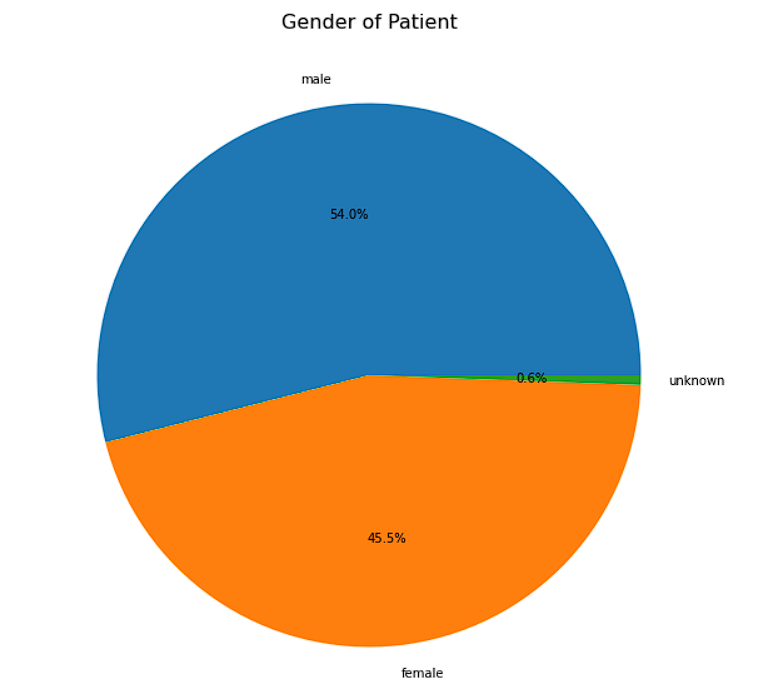 Gender of Patient
male
54.0%
0.6%
unknown
45.5%
female